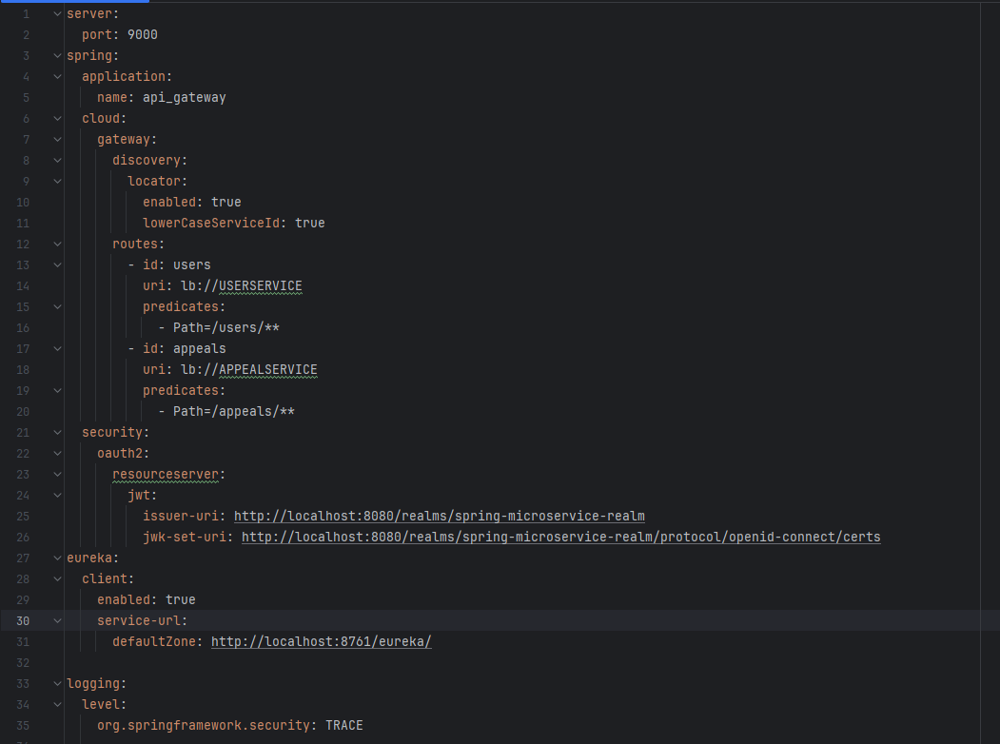 1 server:
2   port: 9000
3 spring:
4   application:
5     name: api_gateway
6   cloud:
7     gateway:
8       discovery:
9         locator:
10           enabled: true
11           lowerCaseServiceId: true
12       routes:
13         - id: users
14           uri: lb://USERSERVICE
15           predicates:
16             - Path=/users/**
17         - id: appeals
18           uri: lb://APPEALSERVICE
19           predicates:
20             - Path=/appeals/**
21   security:
22     oauth2:
23       resourceserver:
24         jwt:
25           issuer-uri: http://localhost:8080/realms/spring-microservice-realm
26           jwk-set-uri: http://localhost:8080/realms/spring-microservice-realm/protocol/openid-connect/certs
27 eureka:
28   client:
29     enabled: true
30     service-url:
31       defaultZone: http://localhost:8761/eureka/
32
33 logging:
34   level:
35     org.springframework.security: TRACE